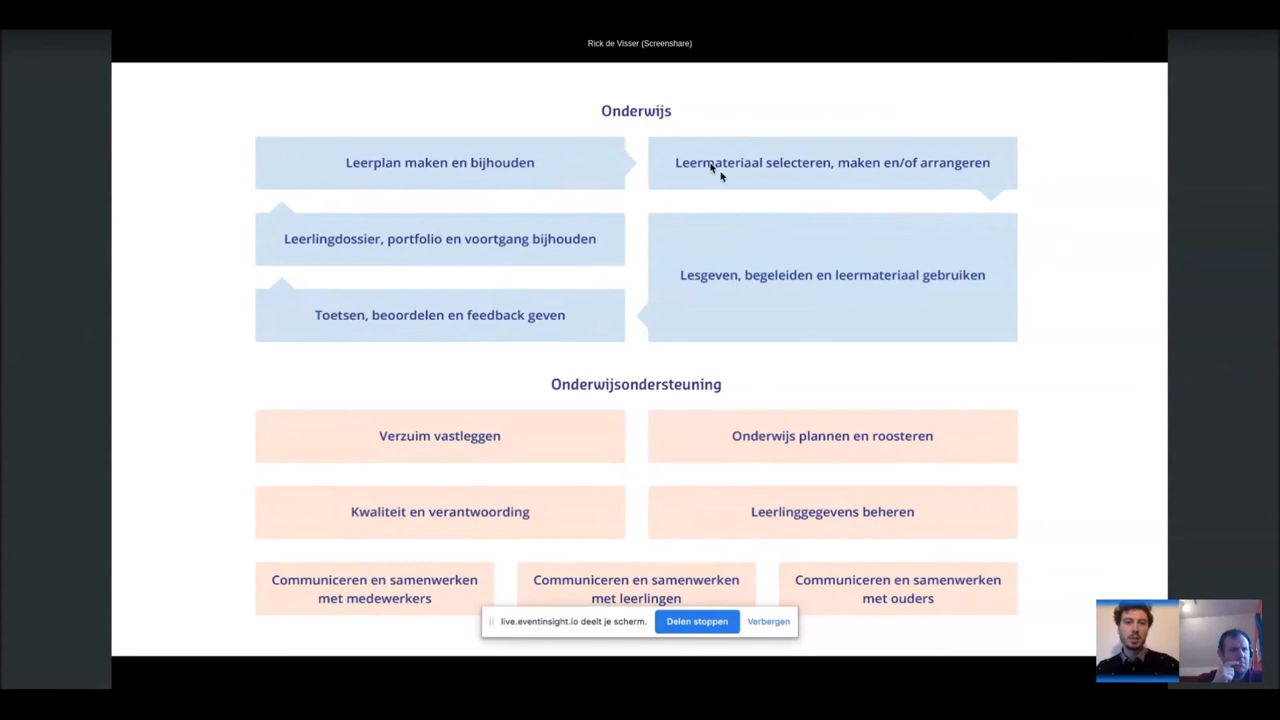 Rick de Visser (Screenshare)
Onderwijs
Leerplan maken en bijhouden
Leermateriaal selecteren, maken en/of arrangeren
Leerlingdossier, portfolio en voortgang bijhouden
Lesgeven, begeleiden en leermateriaal gebruiken
Toetsen, beoordelen en feedback geven
Onderwijsondersteuning
Verzuim vastleggen
Onderwijs plannen en roosteren
Kwaliteit en verantwoording
Leerlinggegevens beheren
Communiceren en samenwerken
met medewerkers
Communiceren en samenwerken
met leerlingen
Communiceren en samenwerken
met ouders
live.eventinsight.io deelt je scherm.
Delen stoppen
Verbergen